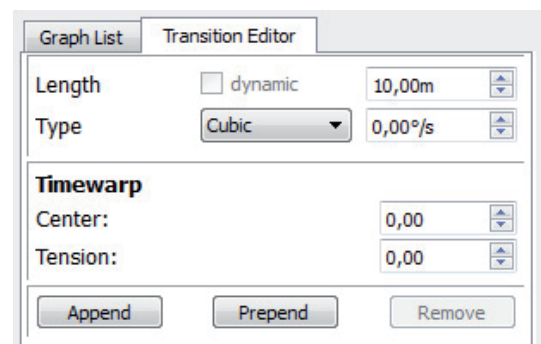 Graph List Transition Editor
Length dynamic 10,00m
Type Cubic 0,00°/s
Timewarp
Center: 0,00
Tension: 0,00
Append Prepend Remove